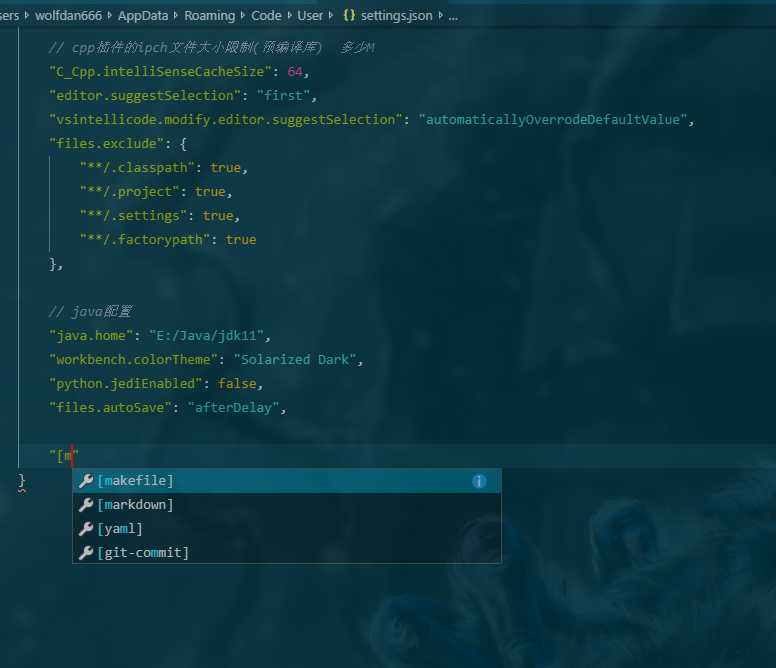 sers › wolfdan666 › AppData › Roaming › Code › User › {} settings.json › ...
// cpp插件的ipch文件大小限制(预编译库)  多少M
"C_Cpp.intelliSenseCacheSize": 64,
"editor.suggestSelection": "first",
"vsintellicode.modify.editor.suggestSelection": "automaticallyOverrodeDefaultValue",
"files.exclude": {
"**/.classpath": true,
"**/.project": true,
"**/.settings": true,
"**/.factorypath": true
},
// java配置
"java.home": "E:/Java/jdk11",
"workbench.colorTheme": "Solarized Dark",
"python.jediEnabled": false,
"files.autoSave": "afterDelay",
"[m"
}
[makefile]
[markdown]
[yaml]
[git-commit]